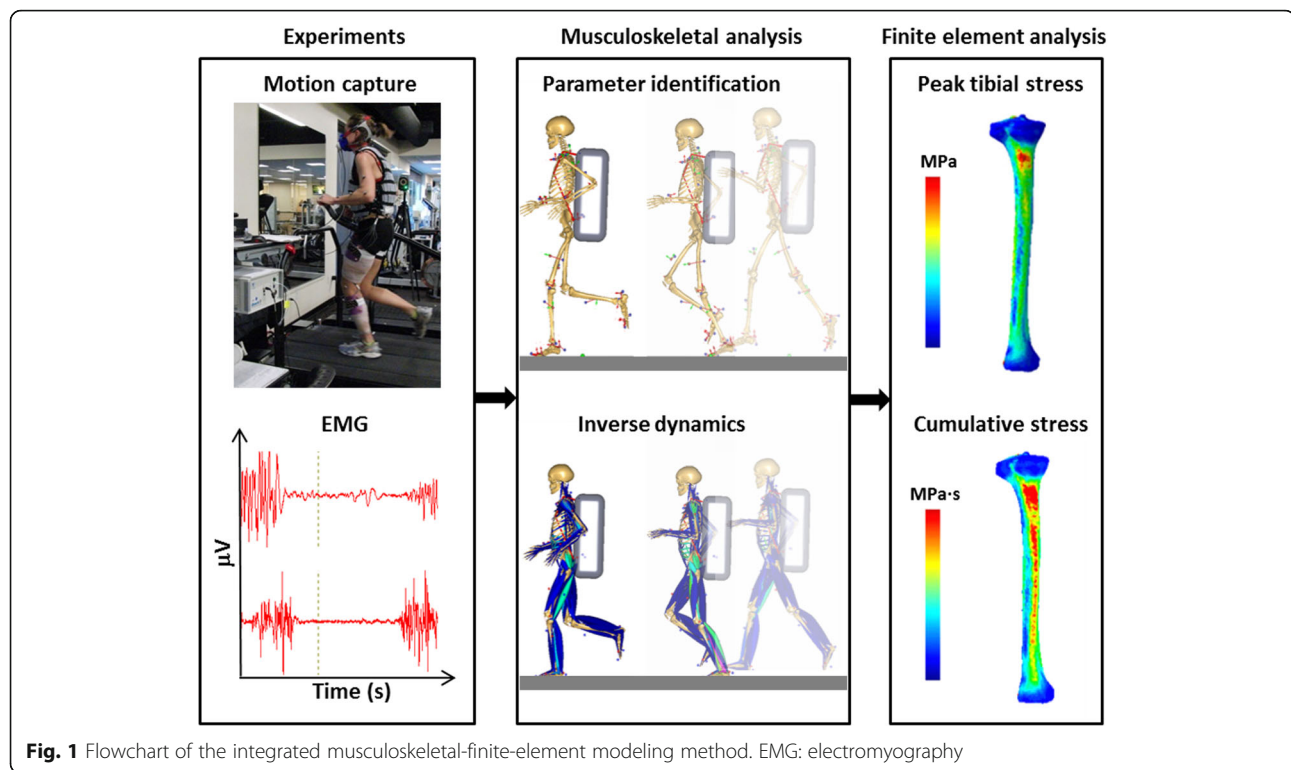 Experiments
Musculoskeletal analysis
Finite element analysis
Motion capture
Parameter identification
Peak tibial stress
MPa
EMG
Inverse dynamics
Cumulative stress
MPa·s
µV
Time (s)
Fig. 1 Flowchart of the integrated musculoskeletal-finite-element modeling method. EMG: electromyography